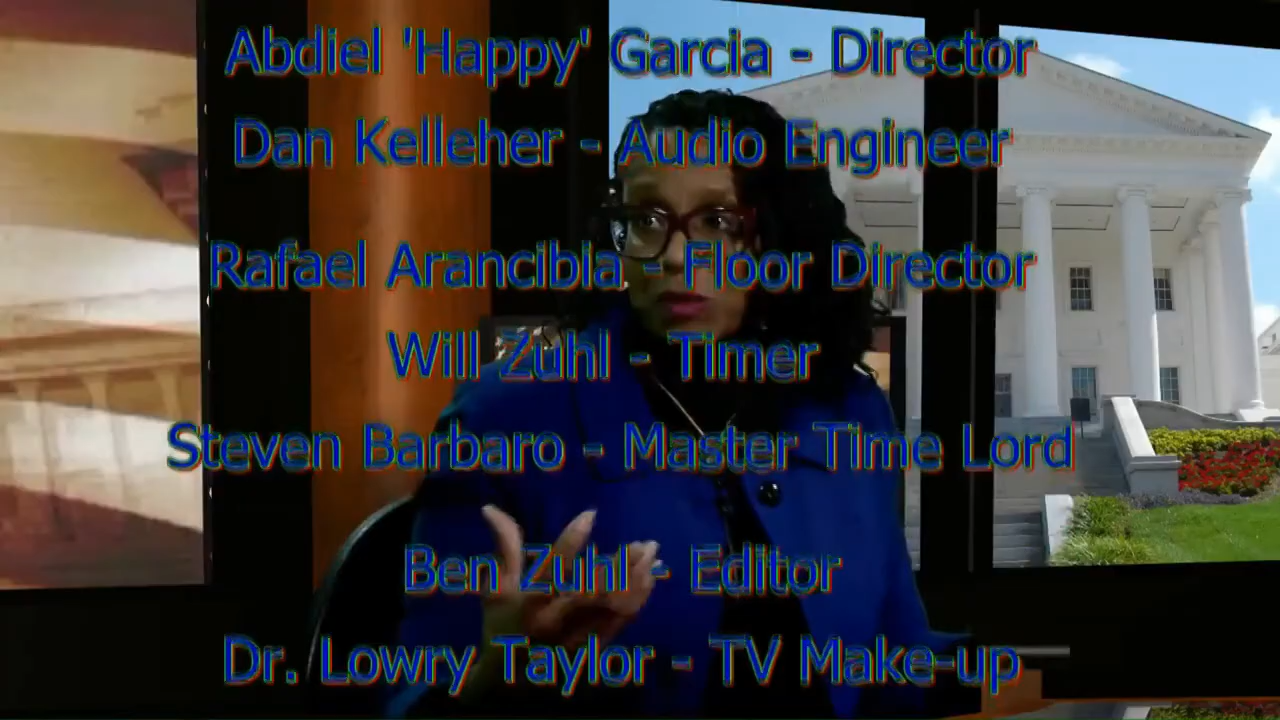 Abdiel 'Happy' Garcia - Director
Dan Kelleher - Audio Engineer
Rafael Arancibia - Floor Director
Will Zuhl - Timer
Steven Barbaro - Master Time Lord
Ben Zuhl - Editor
Dr. Lowry Taylor - TV Make-up